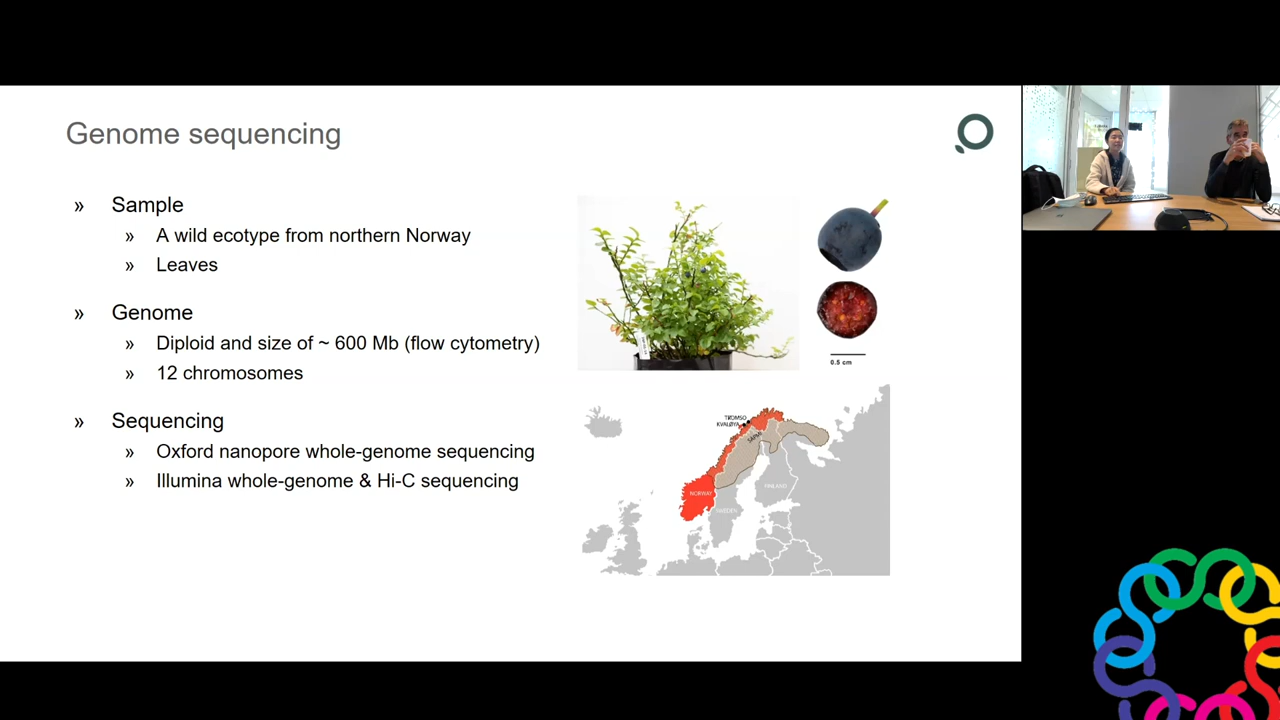 Genome sequencing
» Sample
» A wild ecotype from northern Norway
» Leaves
» Genome
» Diploid and size of ~ 600 Mb (flow cytometry)
» 12 chromosomes
» Sequencing
» Oxford nanopore whole-genome sequencing
» Illumina whole-genome & Hi-C sequencing
0.5 cm
TROMSO
KVALØYA
SAPMI
NORWAY
SWEDEN
FINLAND